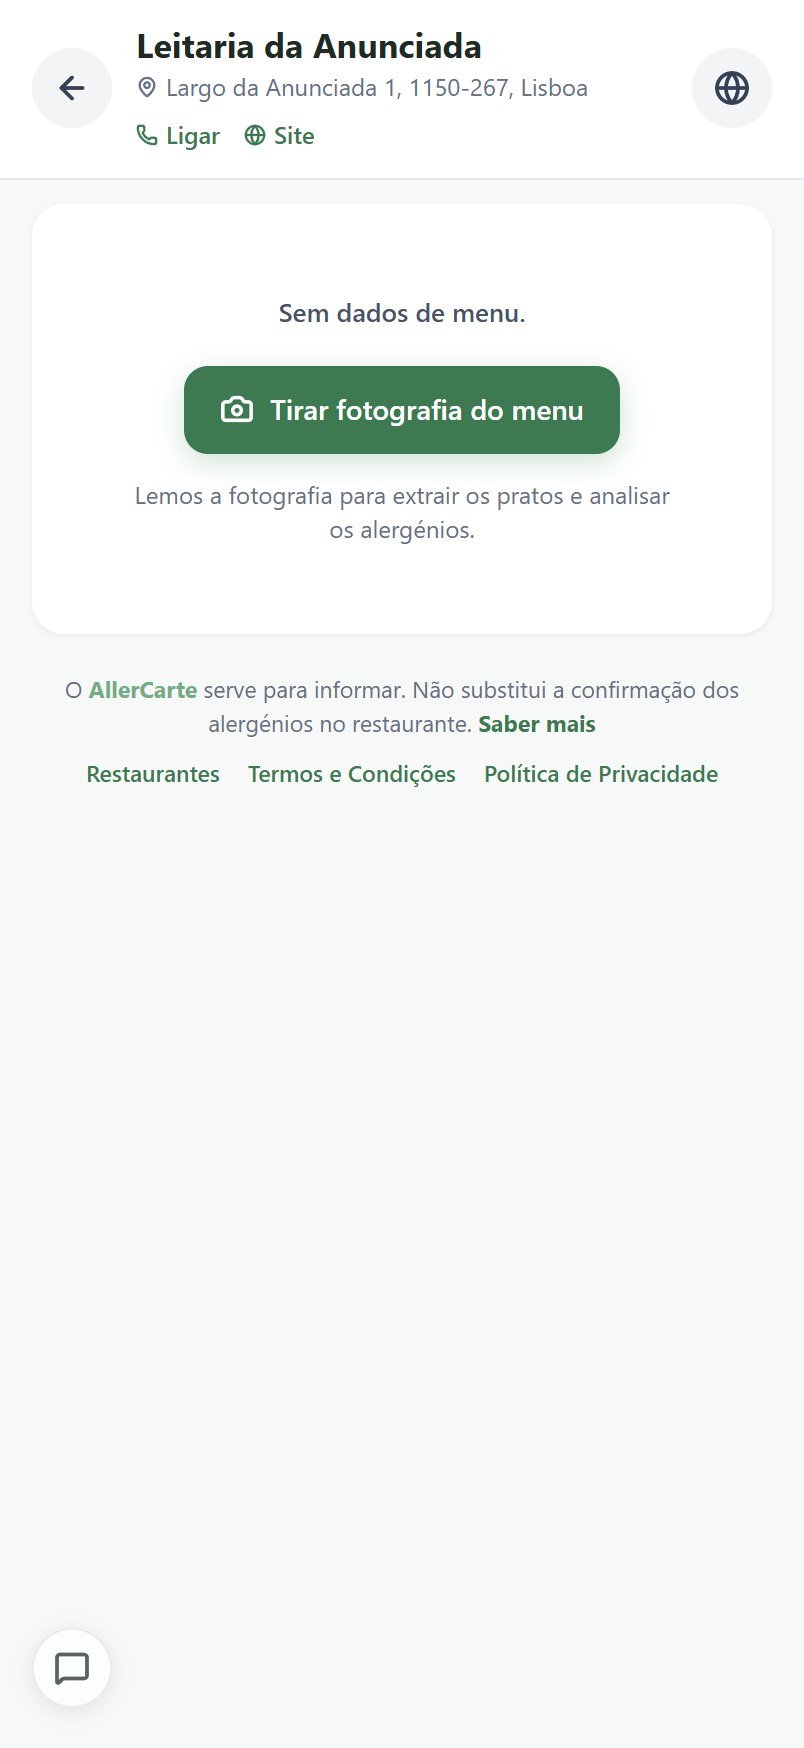 Leitaria da Anunciada
Largo da Anunciada 1, 1150-267, Lisboa
Ligar Site
Sem dados de menu.
Tirar fotografia do menu
Lemos a fotografia para extrair os pratos e analisar
os alergénios.
O AllerCarte serve para informar. Não substitui a confirmação dos
alergénios no restaurante. Saber mais
Restaurantes Termos e Condições Política de Privacidade